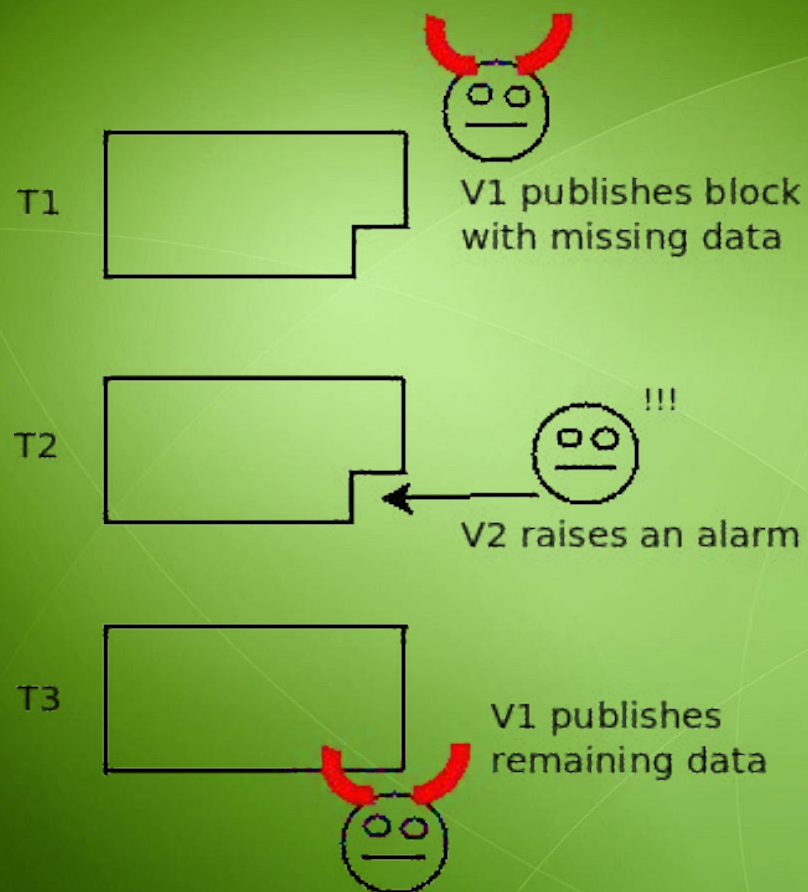 T1
V1 publishes block
with missing data
!!!
T2
V2 raises an alarm
T3
V1 publishes
remaining data